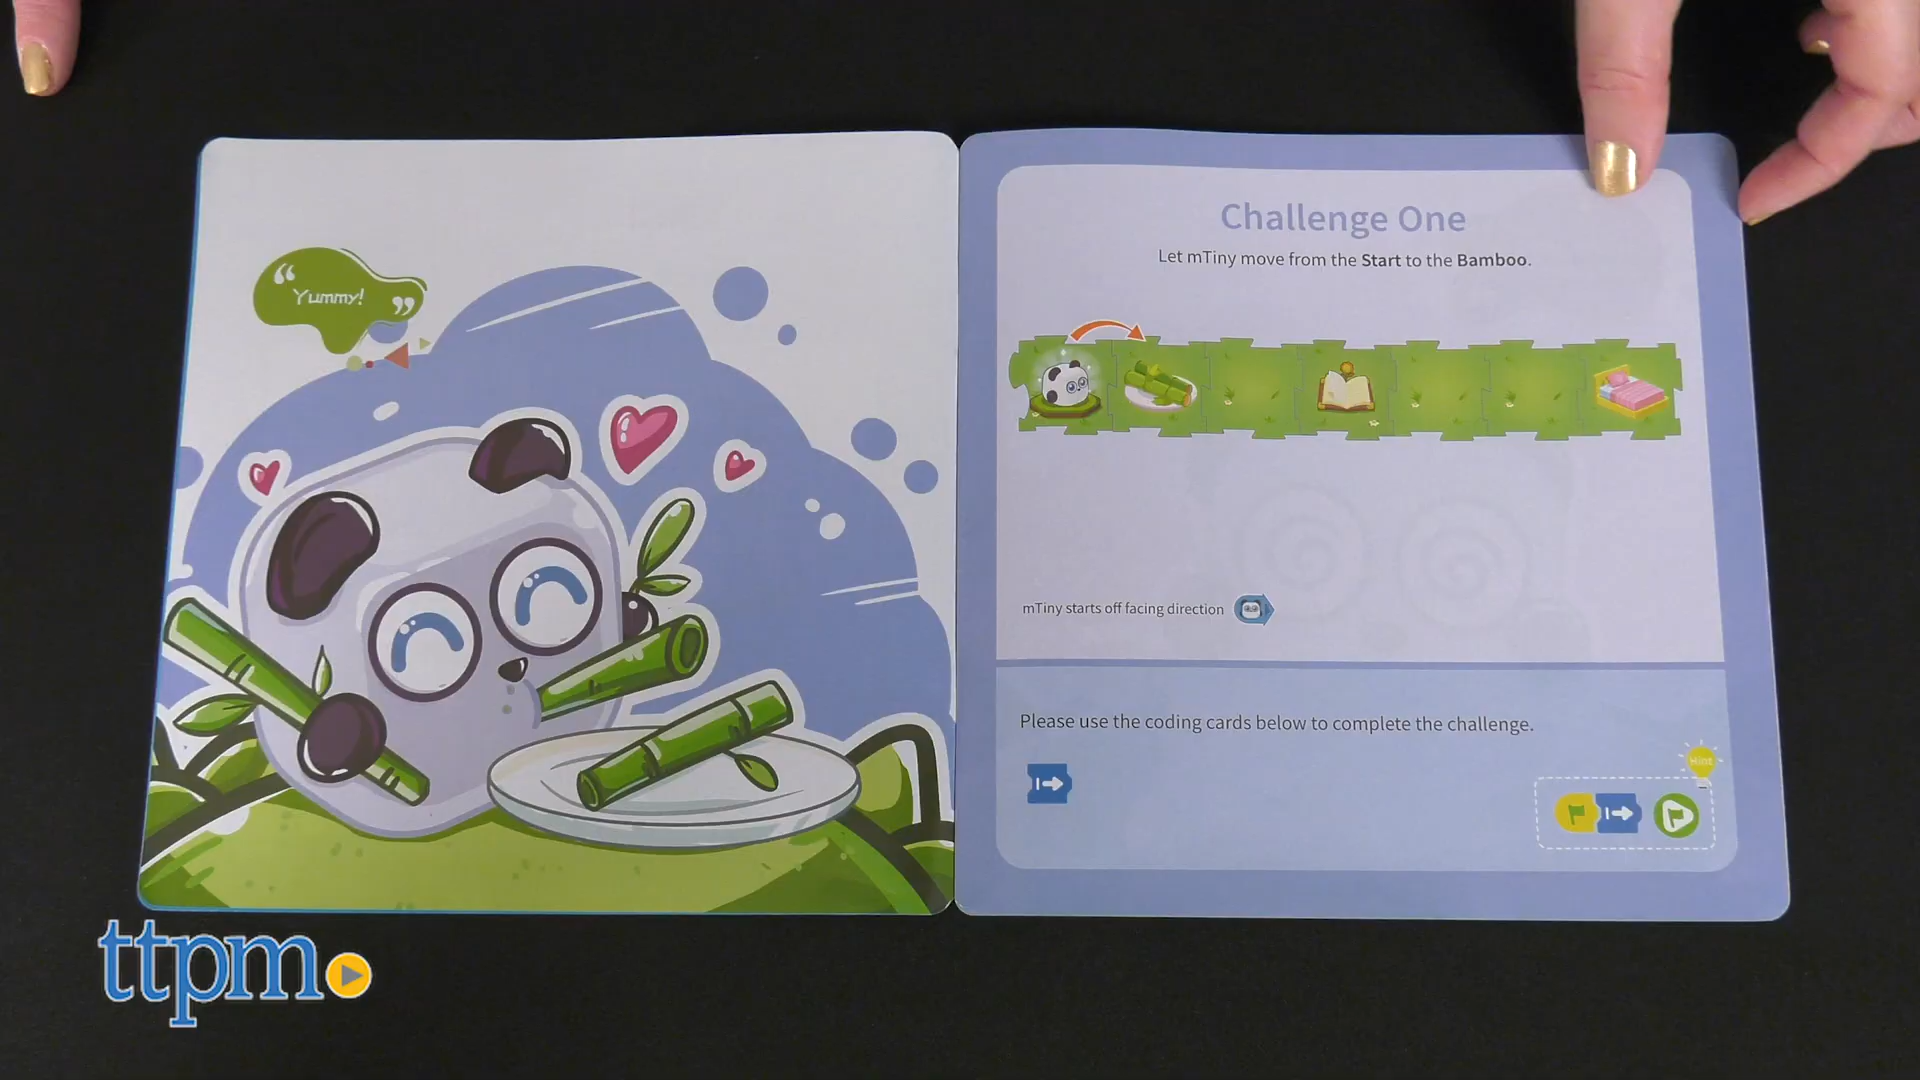 “Yummy!”
Challenge One
Let mTiny move from the Start to the Bamboo.
mTiny starts off facing direction
Please use the coding cards below to complete the challenge.
Hint
ttpm